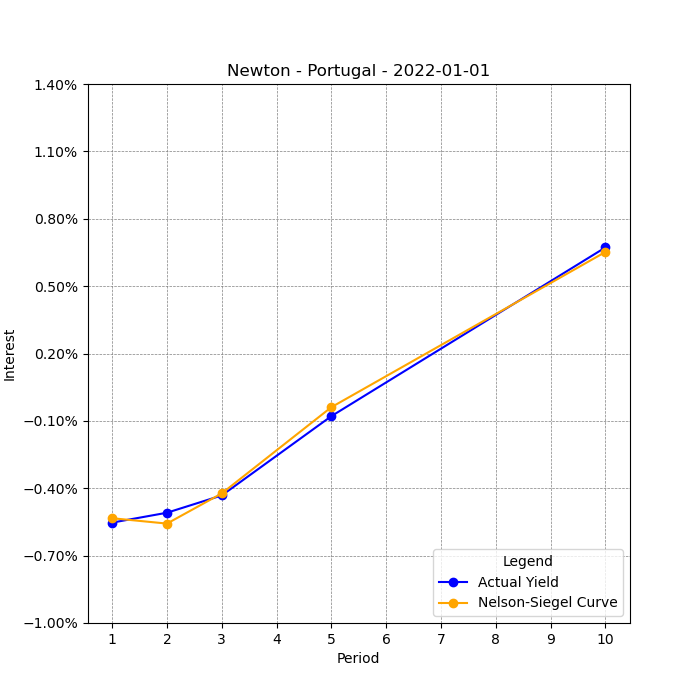 Newton - Portugal - 2022-01-01
1.40%
1.10%
0.80%
0.50%
0.20%
−0.10%
−0.40%
−0.70%
−1.00%
Interest
Legend
Actual Yield
Nelson-Siegel Curve
1 2 3 4 5 6 7 8 9 10
Period